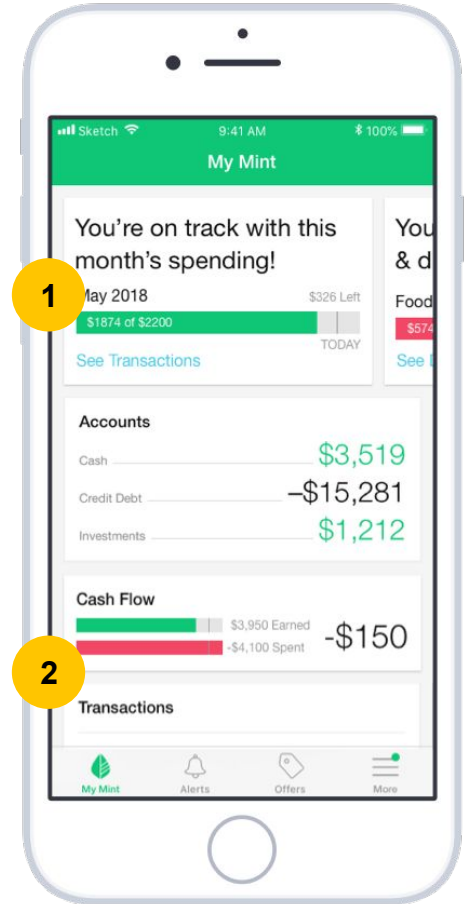 Sketch 9:41 AM 100%
My Mint
You're on track with this
month's spending!
May 2018 $326 Left
$1874 of $2200
TODAY
See Transactions
You
& d
Food
$574
See
1
Accounts
Cash $3,519
Credit Debt –$15,281
Investments $1,212
Cash Flow
$3,950 Earned
-$4,100 Spent
-$150
2
Transactions
My Mint Alerts Offers More